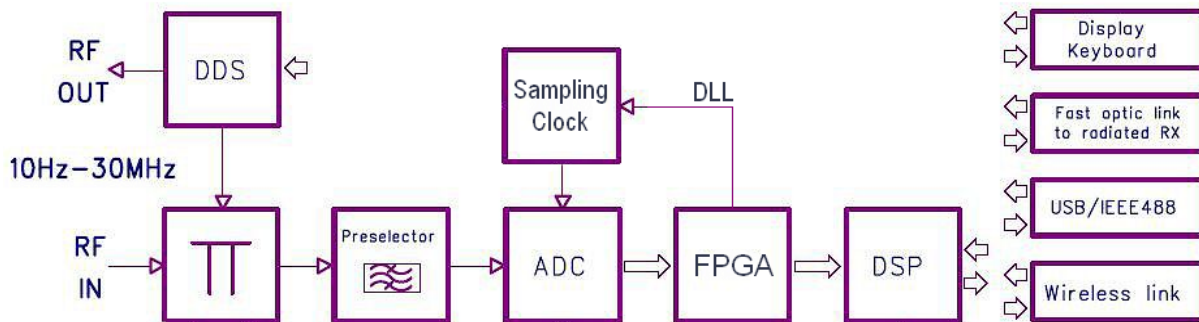 RF
OUT
DDS
10Hz-30MHz
RF
IN
Preselector
Sampling
Clock
DLL
ADC
FPGA
DSP
Display
Keyboard
Fast optic link
to radiated RX
USB/IEEE488
Wireless link